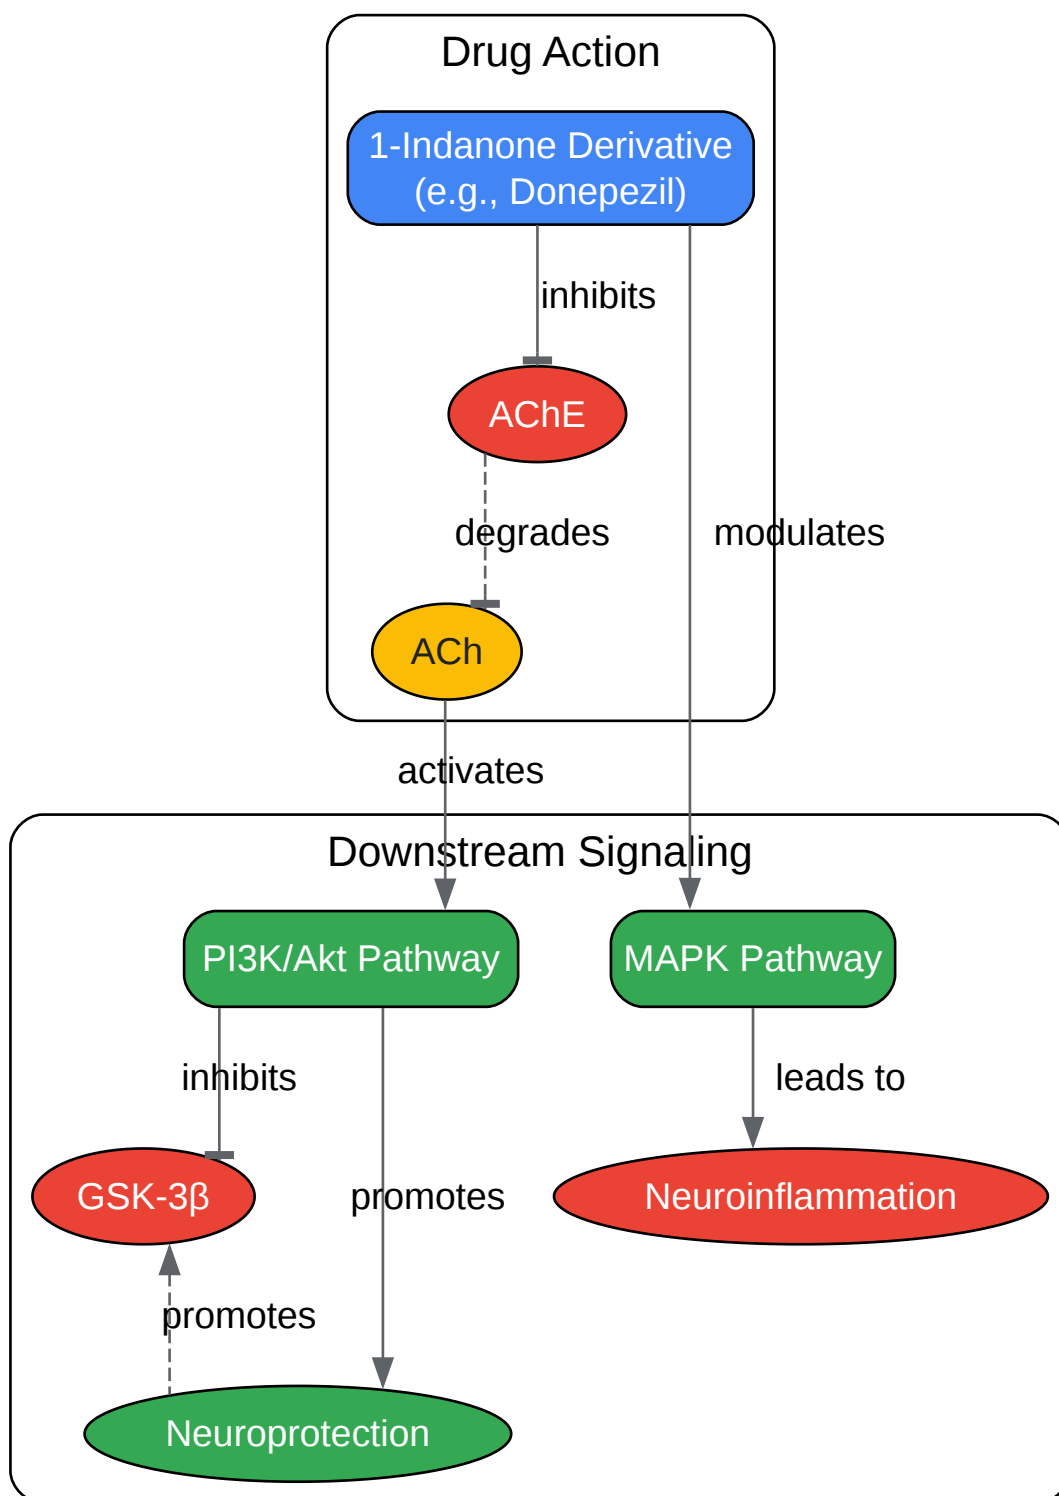 Drug Action
1-Indanone Derivative
(e.g., Donepezil)
inhibits
AChE
degrades
modulates
ACh
activates
Downstream Signaling
PI3K/Akt Pathway
MAPK Pathway
inhibits
leads to
GSK-3β
promotes
Neuroinflammation
promotes
Neuroprotection